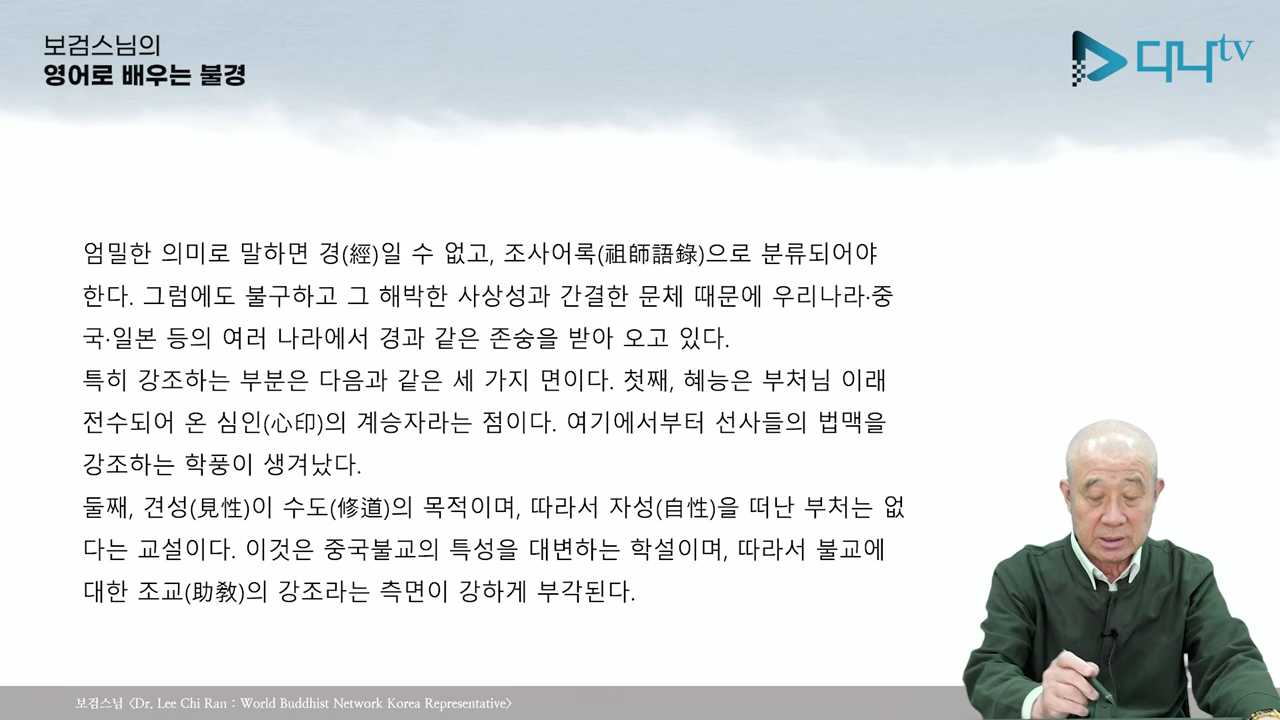 보검스님의
영어로 배우는 불경
디나tv
엄밀한 의미로 말하면 경(經)일 수 없고, 조사어록(祖師語錄)으로 분류되어야
한다. 그럼에도 불구하고 그 해박한 사상성과 간결한 문체 때문에 우리나라·중
국·일본 등의 여러 나라에서 경과 같은 존숭을 받아 오고 있다.
특히 강조하는 부분은 다음과 같은 세 가지 면이다. 첫째, 혜능은 부처님 이래
전수되어 온 심인(心印)의 계승자라는 점이다. 여기에서부터 선사들의 법맥을
강조하는 학풍이 생겨났다.
둘째, 견성(見性)이 수도(修道)의 목적이며, 따라서 자성(自性)을 떠난 부처는 없
다는 교설이다. 이것은 중국불교의 특성을 대변하는 학설이며, 따라서 불교에
대한 조교(助敎)의 강조라는 측면이 강하게 부각된다.
보검스님 <Dr. Lee Chi Ran : World Buddhist Network Korea Representative>